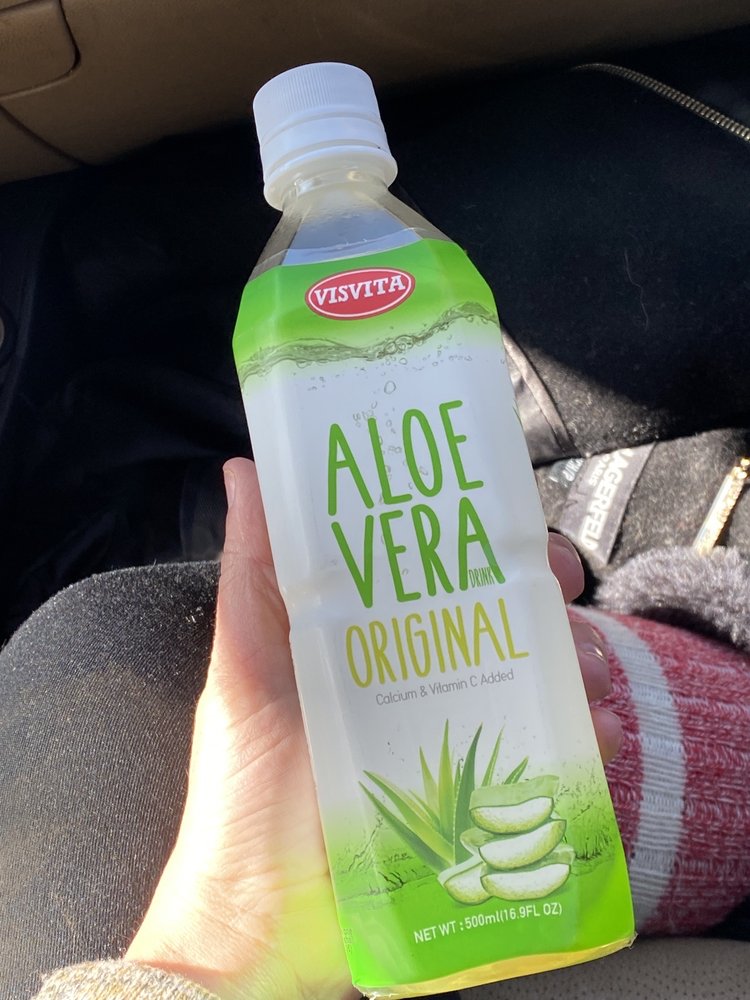 VISVITA
ALOE
VERA
DRINK
ORIGINAL
Calcium & Vitamin C Added
NET WT : 500ml(16.9FL OZ)